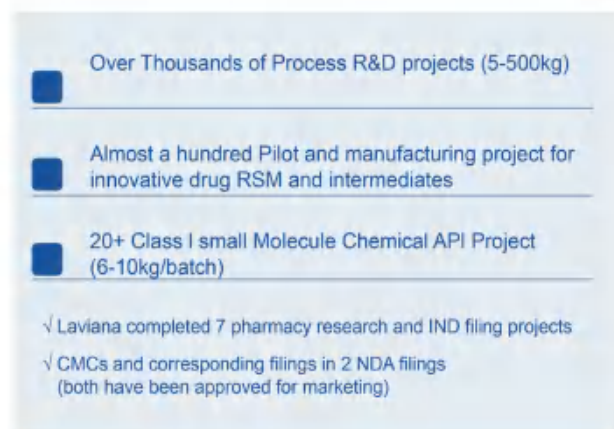 Over Thousands of Process R&D projects (5-500kg)
Almost a hundred Pilot and manufacturing project for
innovative drug RSM and intermediates
20+ Class I small Molecule Chemical API Project
(6-10kg/batch)
√ Laviana completed 7 pharmacy research and IND filing projects
√ CMCs and corresponding filings in 2 NDA filings
(both have been approved for marketing)